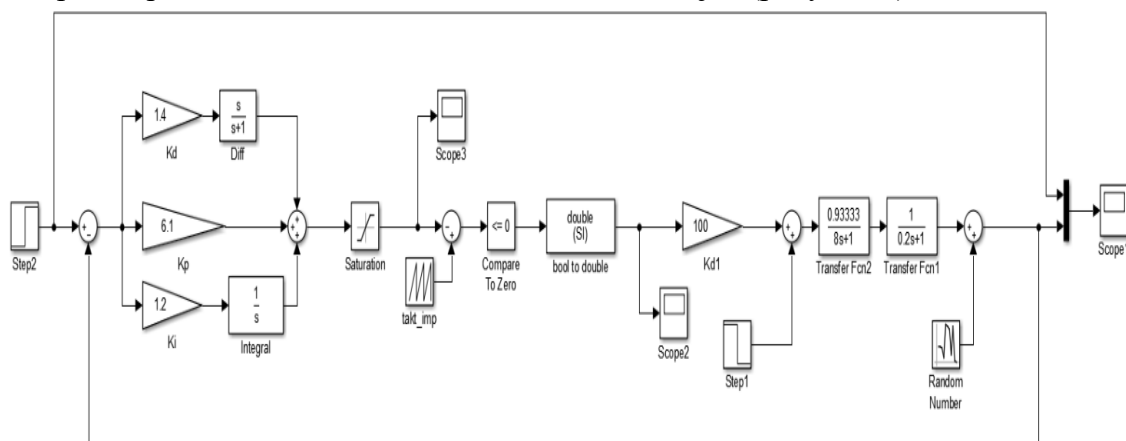 Step2
1.4
Kd
s
s+1
Diff
6.1
Kp
1.2
Ki
1
s
Integral
+
−
+
+
+
Saturation
Scope3
−
+
takt_imp
<= 0
Compare
To Zero
double
(SI)
bool to double
Scope2
100
Kd1
Step1
+
+
0.93333
8s+1
Transfer Fcn2
1
0.2s+1
Transfer Fcn1
+
+
Random
Number